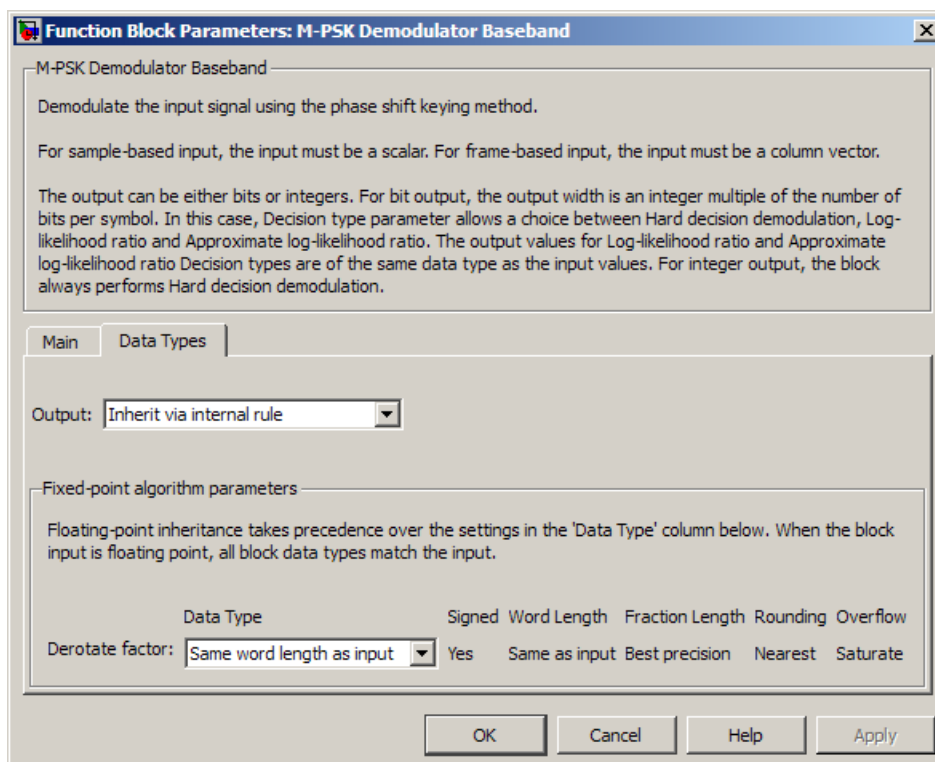 Function Block Parameters: M-PSK Demodulator Baseband
M-PSK Demodulator Baseband
Demodulate the input signal using the phase shift keying method.
For sample-based input, the input must be a scalar. For frame-based input, the input must be a column vector.
The output can be either bits or integers. For bit output, the output width is an integer multiple of the number of
bits per symbol. In this case, Decision type parameter allows a choice between Hard decision demodulation, Log-
likelihood ratio and Approximate log-likelihood ratio. The output values for Log-likelihood ratio and Approximate
log-likelihood ratio Decision types are of the same data type as the input values. For integer output, the block
always performs Hard decision demodulation.
Main Data Types
Output: Inherit via internal rule
Fixed-point algorithm parameters
Floating-point inheritance takes precedence over the settings in the 'Data Type' column below. When the block
input is floating point, all block data types match the input.
Data Type Signed Word Length Fraction Length Rounding Overflow
Derotate factor: Same word length as input Yes Same as input Best precision Nearest Saturate
OK Cancel Help Apply